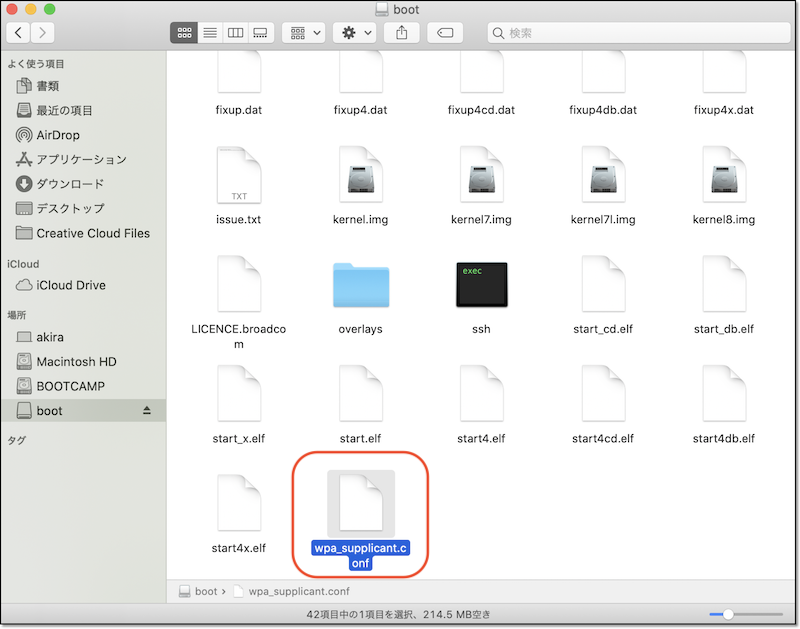 boot
検索
よく使う項目
書類
最近の項目
AirDrop
アプリケーション
ダウンロード
デスクトップ
Creative Cloud Files
iCloud
iCloud Drive
場所
akira
Macintosh HD
BOOTCAMP
boot
タグ
fixup.dat
fixup4.dat
fixup4cd.dat
fixup4db.dat
fixup4x.dat
TXT
issue.txt
kernel.img
kernel7.img
kernel7l.img
kernel8.img
exec
LICENCE.broadco
m
overlays
ssh
start_cd.elf
start_db.elf
start_x.elf
start.elf
start4.elf
start4cd.elf
start4db.elf
start4x.elf
wpa_supplicant.c
onf
boot › wpa_supplicant.conf
42項目中の1項目を選択、214.5 MB空き